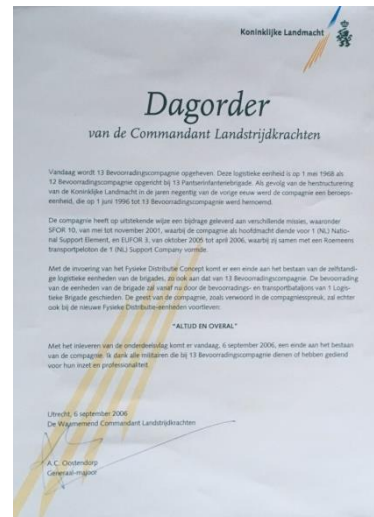 Koninklijke Landmacht
Dagorder
van de Commandant Landstrijdkrachten
Vandaag wordt 13 Bevoorradingscompagnie opgeheven. Deze logistieke eenheid is op 1 mei 1968 als
12 Bevoorradingscompagnie opgericht bij 13 Pantserinfanteriebrigade. Als gevolg van de herstructurering
van de Koninklijke Landmacht in de jaren negentig van de vorige eeuw werd de compagnie een beroeps-
eenheid, die op 1 juni 1996 tot 13 Bevoorradingscompagnie werd hernoemd.
De compagnie heeft op uitstekende wijze een bijdrage geleverd aan verschillende missies, waaronder
SFOR 10, van mei tot november 2001, waarbij de compagnie als hoofdmacht diende voor 1 (NL) Natio-
nal Support Element, en EUFOR 3, van oktober 2005 tot april 2006, waarbij zij samen met een Roemeens
transportpeloton de 1 (NL) Support Company vormde.
Met de invoering van het Fysieke Distributie Concept komt er een einde aan het bestaan van de zelfstandi-
ge logistieke eenheden van de brigades, zo ook aan dat van 13 Bevoorradingscompagnie. De bevoorrading
van de eenheden van de brigade zal vanaf nu door de bevoorradings- en transportbataljons van 1 Logis-
tieke Brigade geschieden. De geest van de compagnie, zoals verwoord in de compagniesspreuk, zal echter
ook bij de nieuwe Fysieke Distributie-eenheden voortleven:
"ALTIJD EN OVERAL"
Met het inleveren van de onderdeelsvlag komt er vandaag, 6 september 2006, een einde aan het bestaan
van de compagnie. Ik dank alle militairen die bij 13 Bevoorradingscompagnie dienen of hebben gediend
voor hun inzet en professionaliteit.
Utrecht, 6 september 2006
De Waarnemend Commandant Landstrijdkrachten
A.C. Oostendorp
Generaal-majoor